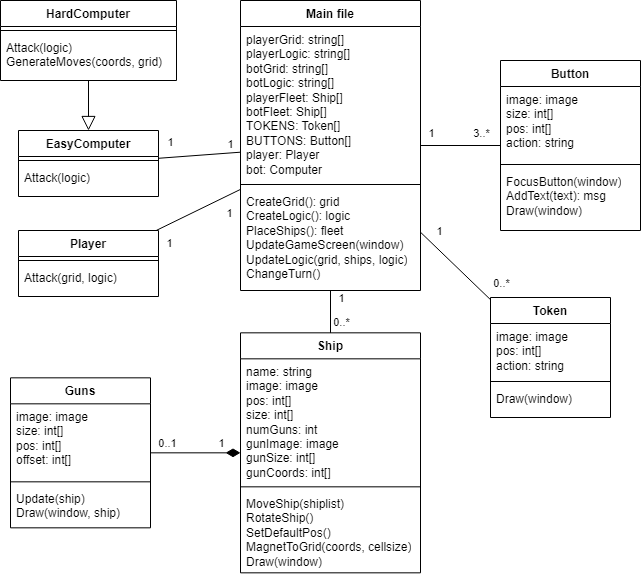 HardComputer
Attack(logic)
GenerateMoves(coords, grid)
EasyComputer
Attack(logic)
1
1
Player
Attack(grid, logic)
1
1
Main file
playerGrid: string[]
playerLogic: string[]
botGrid: string[]
botLogic: string[]
playerFleet: Ship[]
botFleet: Ship[]
TOKENS: Token[]
BUTTONS: Button[]
player: Player
bot: Computer
CreateGrid(): grid
CreateLogic(): logic
PlaceShips(): fleet
UpdateGameScreen(window)
UpdateLogic(grid, ships, logic)
ChangeTurn()
1
3..*
Button
image: image
size: int[]
pos: int[]
action: string
FocusButton(window)
AddText(text): msg
Draw(window)
1
0..*
Token
image: image
pos: int[]
action: string
Draw(window)
1
0..*
Ship
name: string
image: image
pos: int[]
size: int[]
numGuns: int
gunImage: image
gunSize: int[]
gunCoords: int[]
MoveShip(shiplist)
RotateShip()
SetDefaultPos()
MagnetToGrid(coords, cellsize)
Draw(window)
Guns
image: image
size: int[]
pos: int[]
offset: int[]
Update(ship)
Draw(window, ship)
0..1
1